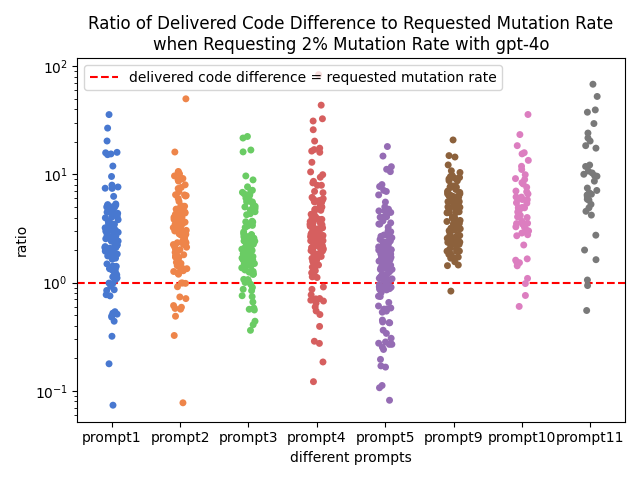 Ratio of Delivered Code Difference to Requested Mutation Rate
when Requesting 2% Mutation Rate with gpt-4o
delivered code difference = requested mutation rate
ratio
10²
10¹
10⁰
10⁻¹
prompt1 prompt2 prompt3 prompt4 prompt5 prompt9 prompt10 prompt11
different prompts